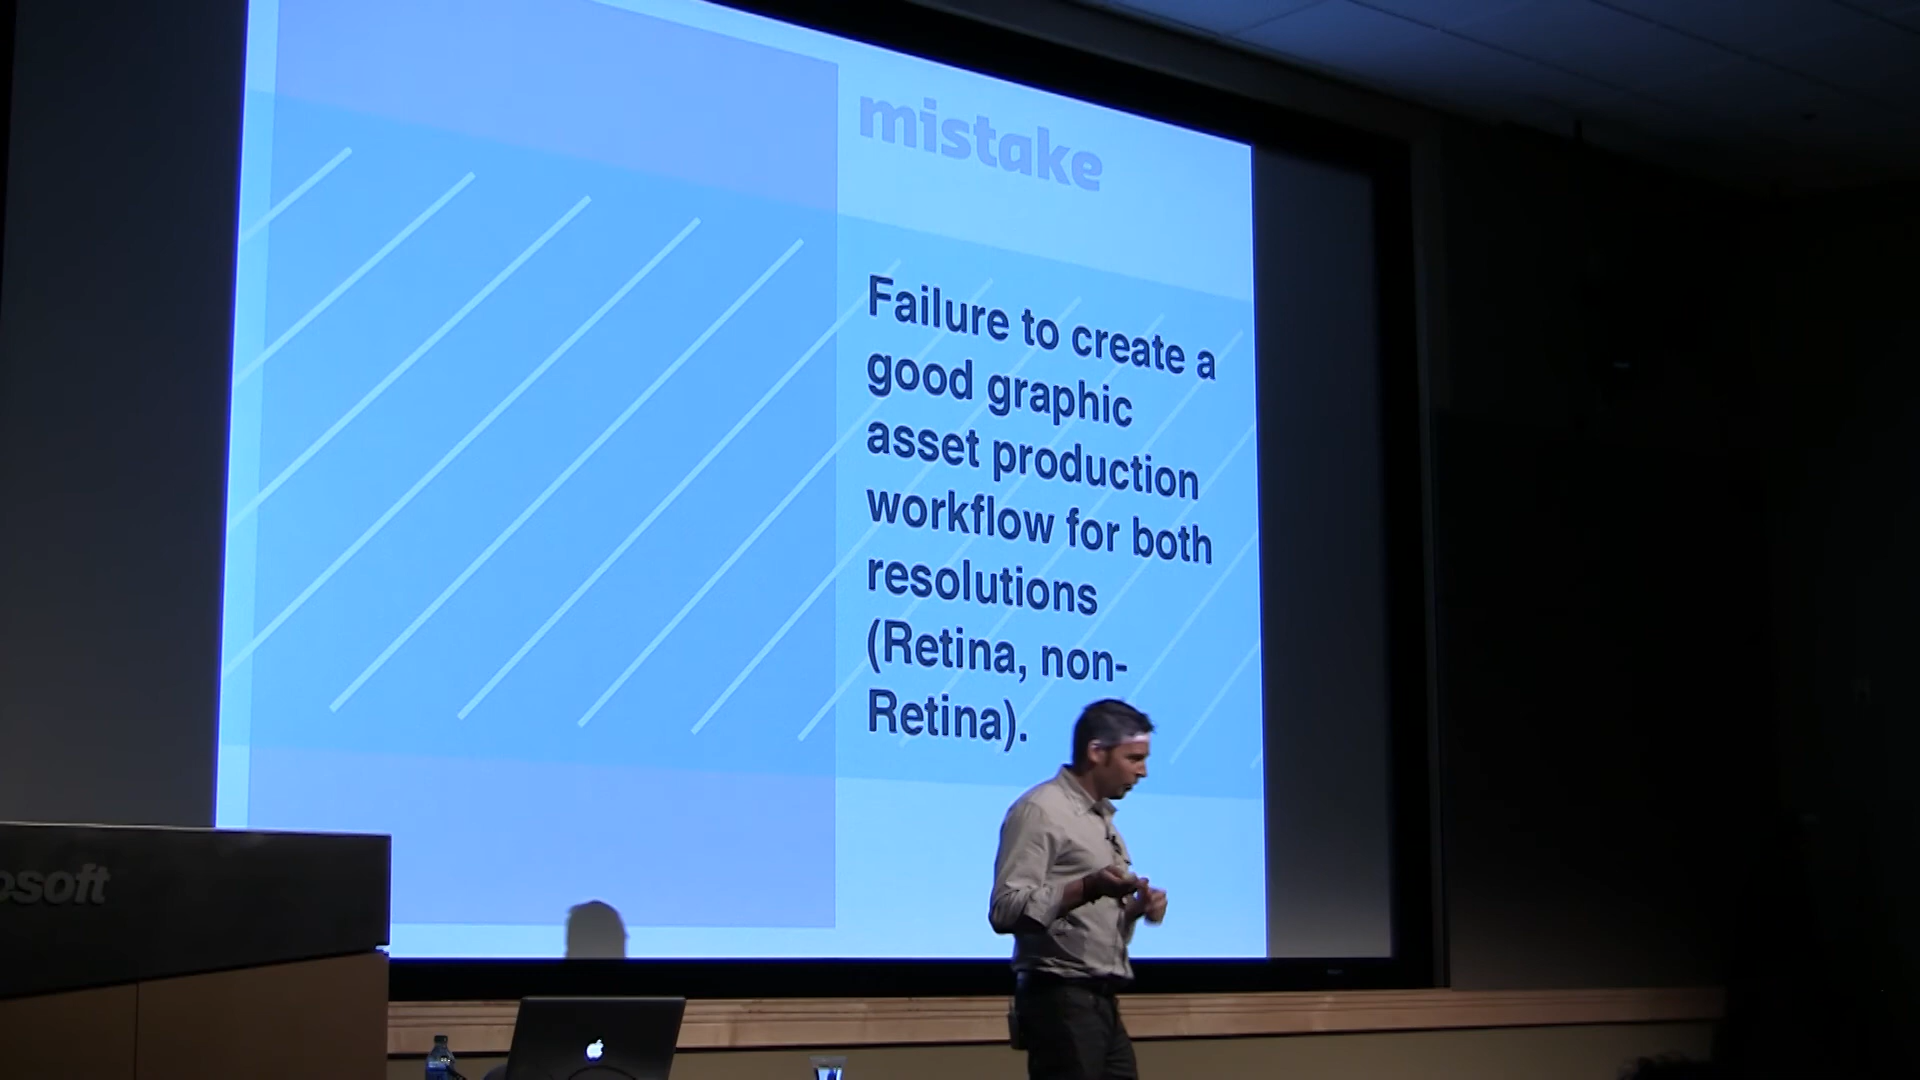 mistake
Failure to create a
good graphic
asset production
workflow for both
resolutions
(Retina, non-
Retina).
osoft